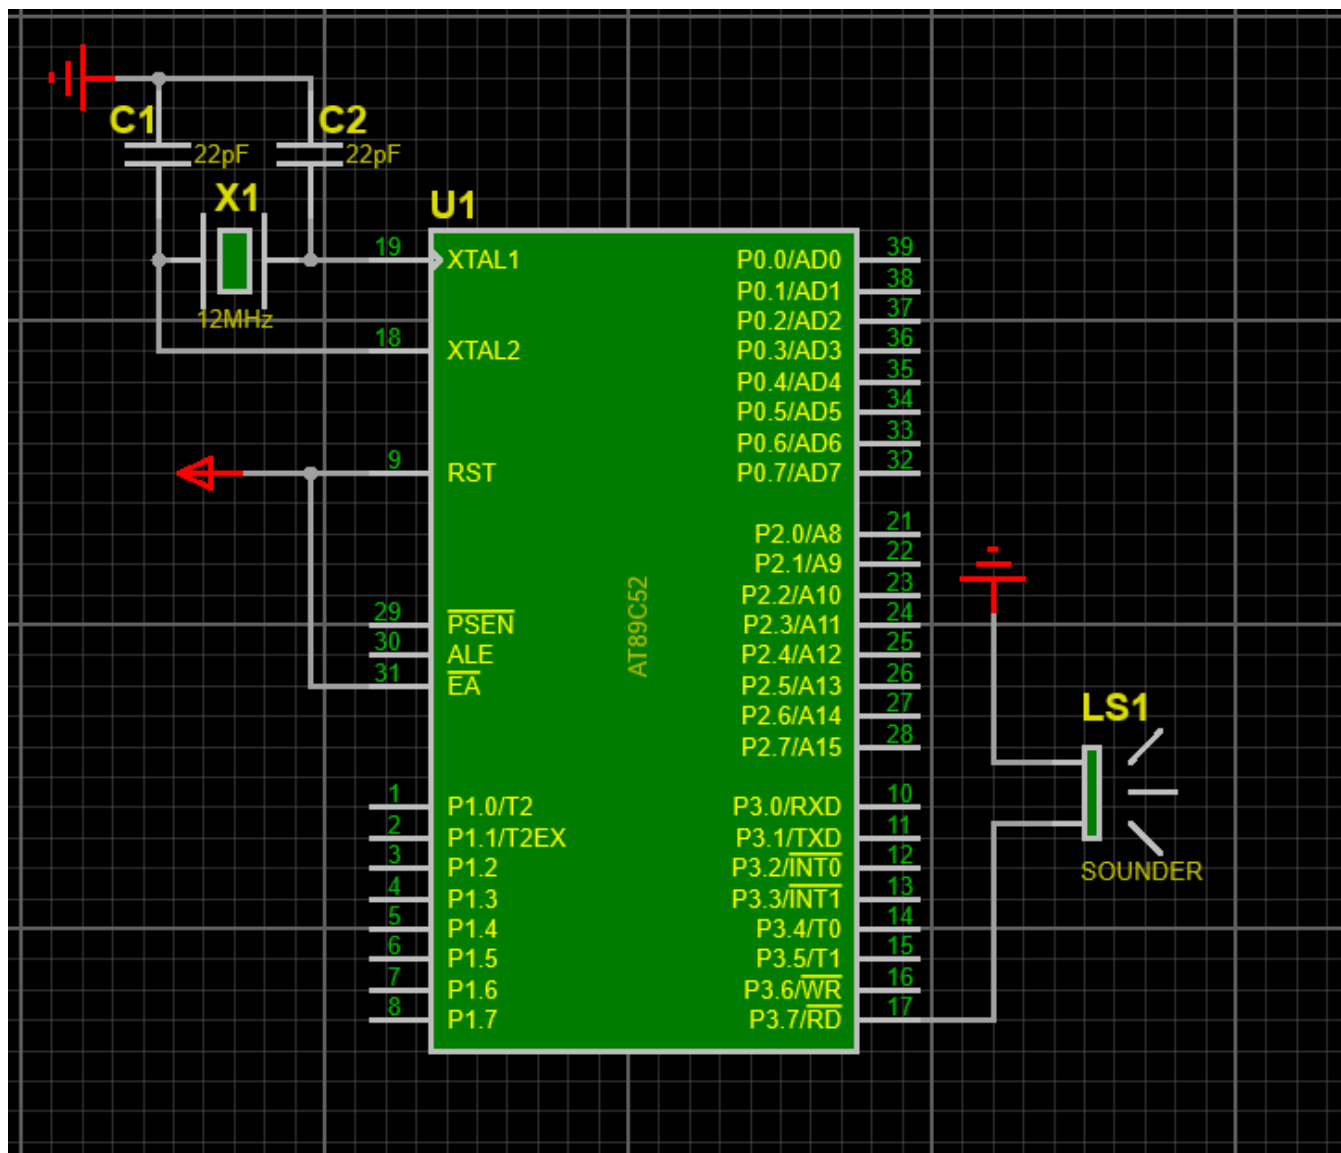 C1
22pF
C2
22pF
X1
12MHz
U1
AT89C52
19 XTAL1
18 XTAL2
9 RST
29 PSEN
30 ALE
31 EA
1 P1.0/T2
2 P1.1/T2EX
3 P1.2
4 P1.3
5 P1.4
6 P1.5
7 P1.6
8 P1.7
P0.0/AD0 39
P0.1/AD1 38
P0.2/AD2 37
P0.3/AD3 36
P0.4/AD4 35
P0.5/AD5 34
P0.6/AD6 33
P0.7/AD7 32
P2.0/A8 21
P2.1/A9 22
P2.2/A10 23
P2.3/A11 24
P2.4/A12 25
P2.5/A13 26
P2.6/A14 27
P2.7/A15 28
P3.0/RXD 10
P3.1/TXD 11
P3.2/INT0 12
P3.3/INT1 13
P3.4/T0 14
P3.5/T1 15
P3.6/WR 16
P3.7/RD 17
LS1
SOUNDER